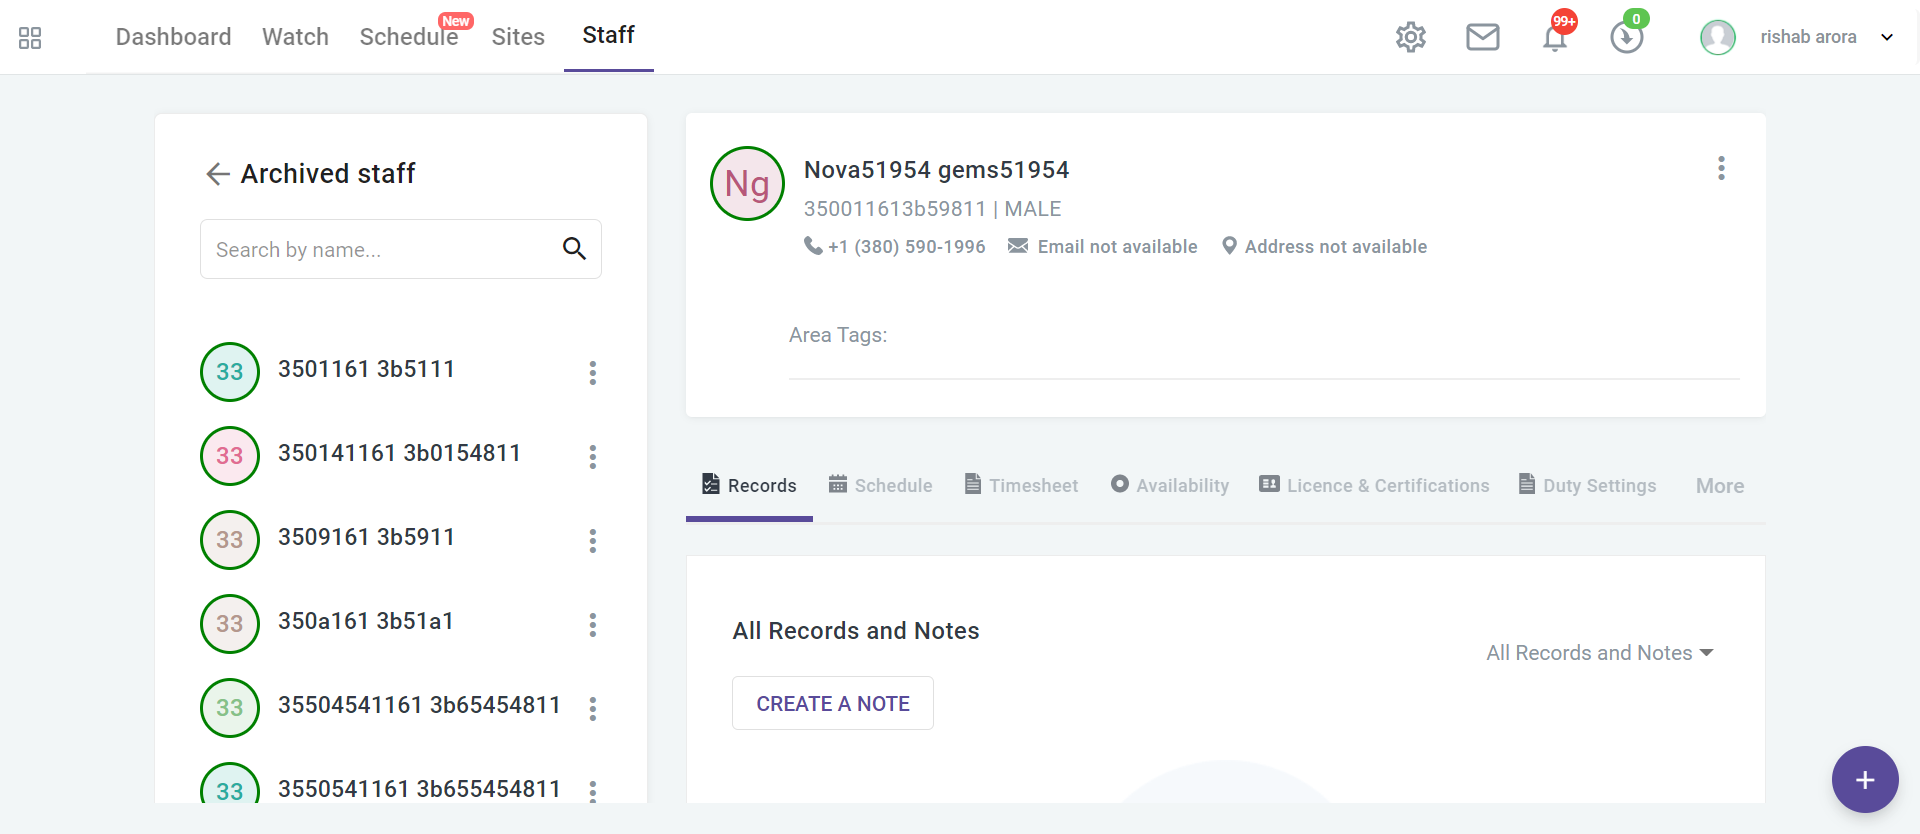 Dashboard Watch Schedule New Sites Staff 99+ 0 rishab arora
Archived staff
Search by name...
33 3501161 3b5111
33 350141161 3b0154811
33 3509161 3b5911
33 350a161 3b51a1
33 35504541161 3b65454811
33 3550541161 3b655454811
Ng Nova51954 gems51954
350011613b59811 | MALE
+1 (380) 590-1996 Email not available Address not available
Area Tags:
Records Schedule Timesheet Availability Licence & Certifications Duty Settings More
All Records and Notes
All Records and Notes
CREATE A NOTE
+